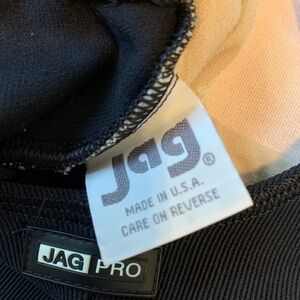 Jag®
MADE IN U.S.A.
CARE ON REVERSE
JAG PRO